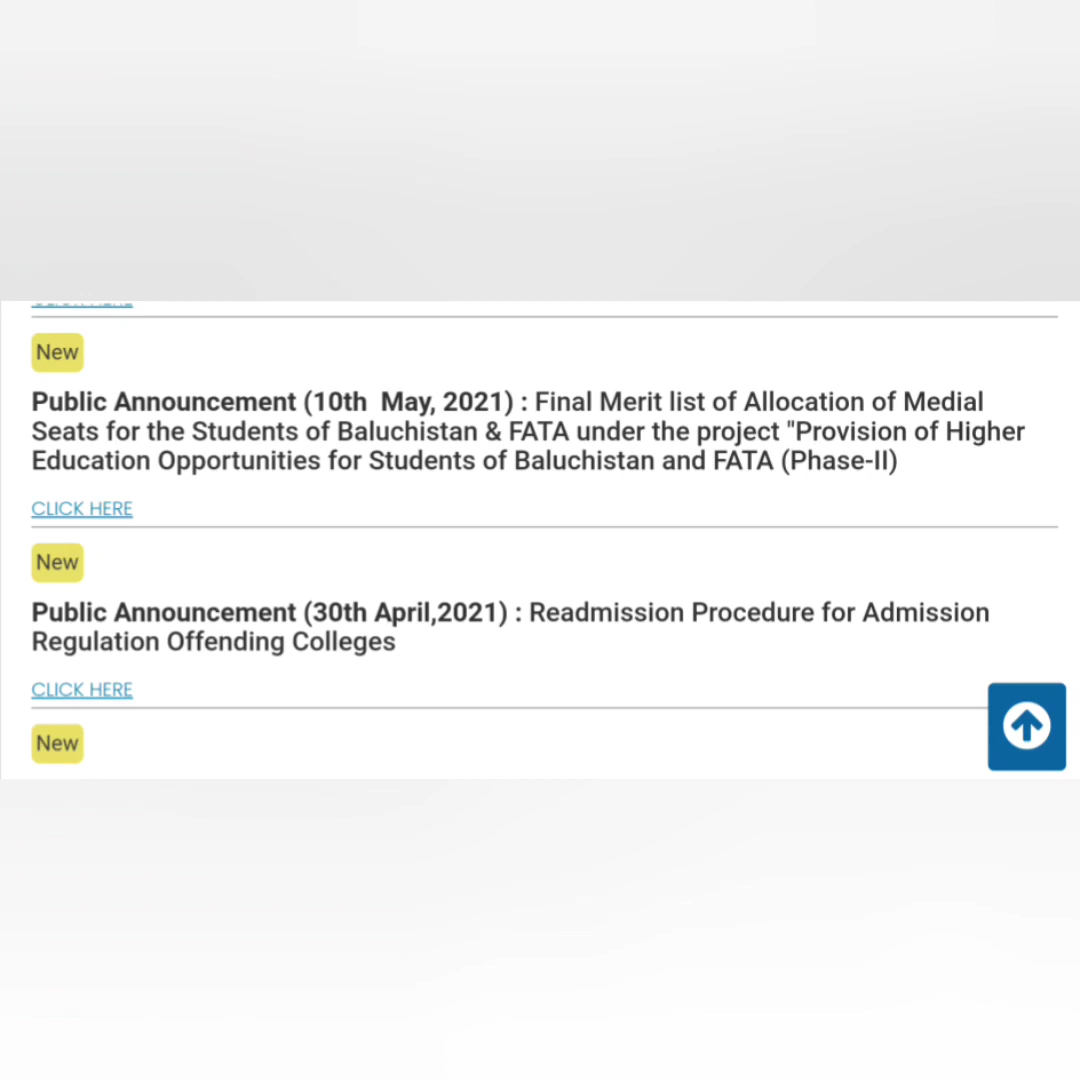 New
Public Announcement (10th  May, 2021) : Final Merit list of Allocation of Medial
Seats for the Students of Baluchistan & FATA under the project "Provision of Higher
Education Opportunities for Students of Baluchistan and FATA (Phase-II)
CLICK HERE
New
Public Announcement (30th April,2021) : Readmission Procedure for Admission
Regulation Offending Colleges
CLICK HERE
New